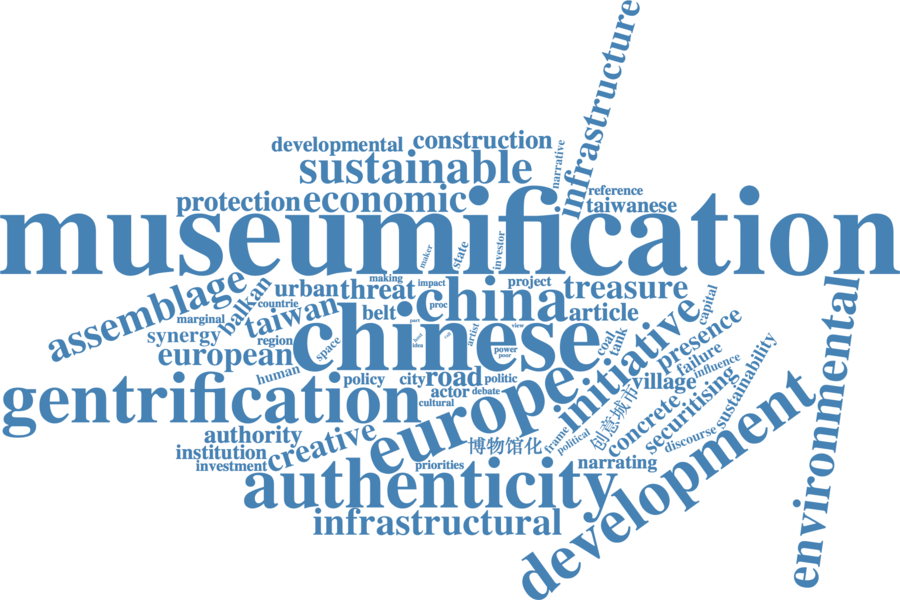 infrastructure
developmental
construction
narrative
sustainable
reference
protection
economic
taiwanese
museumification
maker
state
investor
making
impact
project
treasure
assemblage
balkan
urban
threat
countrie
china
proc
marginal
taiwan
belt
article
capital
synergy
region
space
chinese
part
view
artist
idea
power
poor
coal
tank
initiative
presence
european
failure
influence
environmental
human
policy
city
road
politic
village
sustainability
gentrification
actor
debate
cultural
europe
创意城市
concrete
securitising
authority
creative
博物馆化
frame
political
discourse
development
institution
investment
priorities
narrating
authenticity
infrastructural